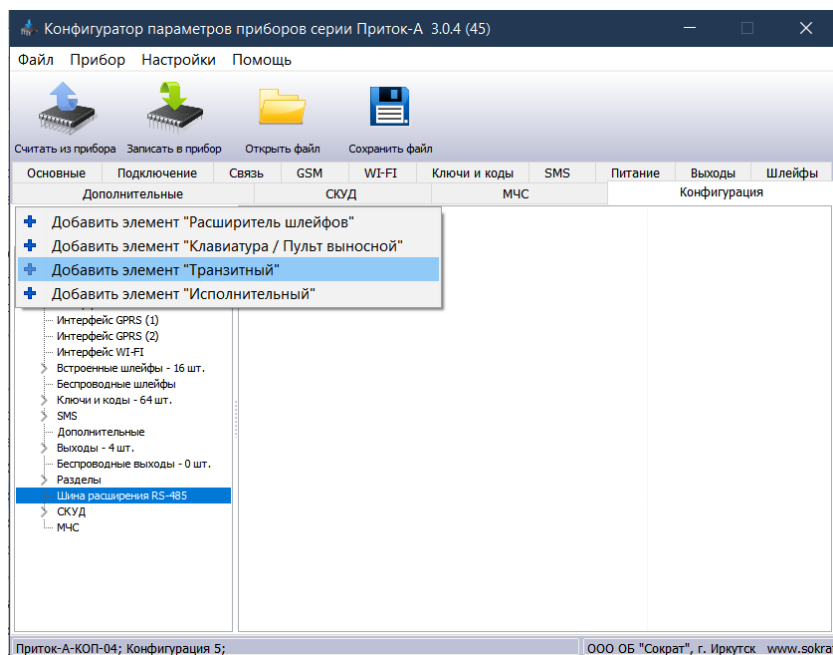 Конфигуратор параметров приборов серии Приток-А 3.0.4 (45)
Файл Прибор Настройки Помощь
Считать из прибора Записать в прибор Открыть файл Сохранить файл
Основные Подключение Связь GSM WI-FI Ключи и коды SMS Питание Выходы Шлейфы
Дополнительные СКУД МЧС Конфигурация
Добавить элемент "Расширитель шлейфов"
Добавить элемент "Клавиатура / Пульт выносной"
Добавить элемент "Транзитный"
Добавить элемент "Исполнительный"
Интерфейс GPRS (1)
Интерфейс GPRS (2)
Интерфейс WI-FI
Встроенные шлейфы - 16 шт.
Беспроводные шлейфы
Ключи и коды - 64 шт.
SMS
Дополнительные
Выходы - 4 шт.
Беспроводные выходы - 0 шт.
Разделы
Шина расширения RS-485
СКУД
МЧС
Приток-А-КОП-04; Конфигурация 5; ООО ОБ "Сократ", г. Иркутск www.sokra